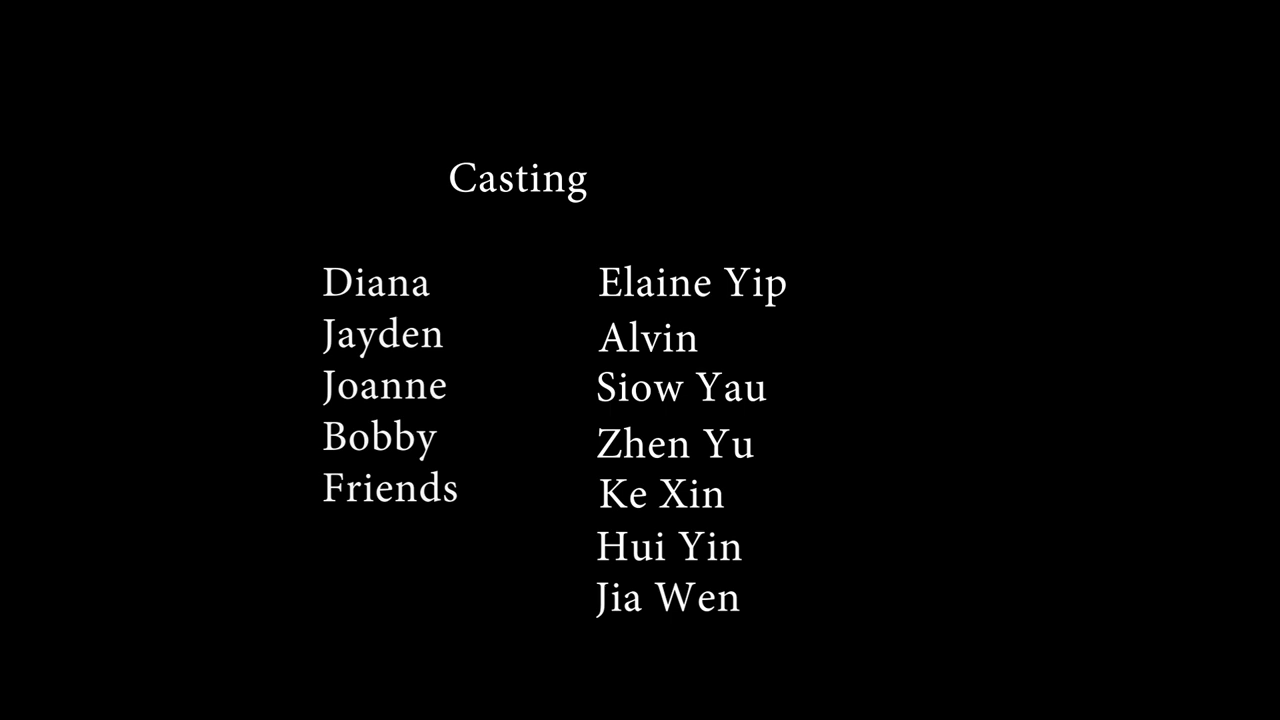 Casting
Diana Elaine Yip
Jayden Alvin
Joanne Siow Yau
Bobby Zhen Yu
Friends Ke Xin
Hui Yin
Jia Wen